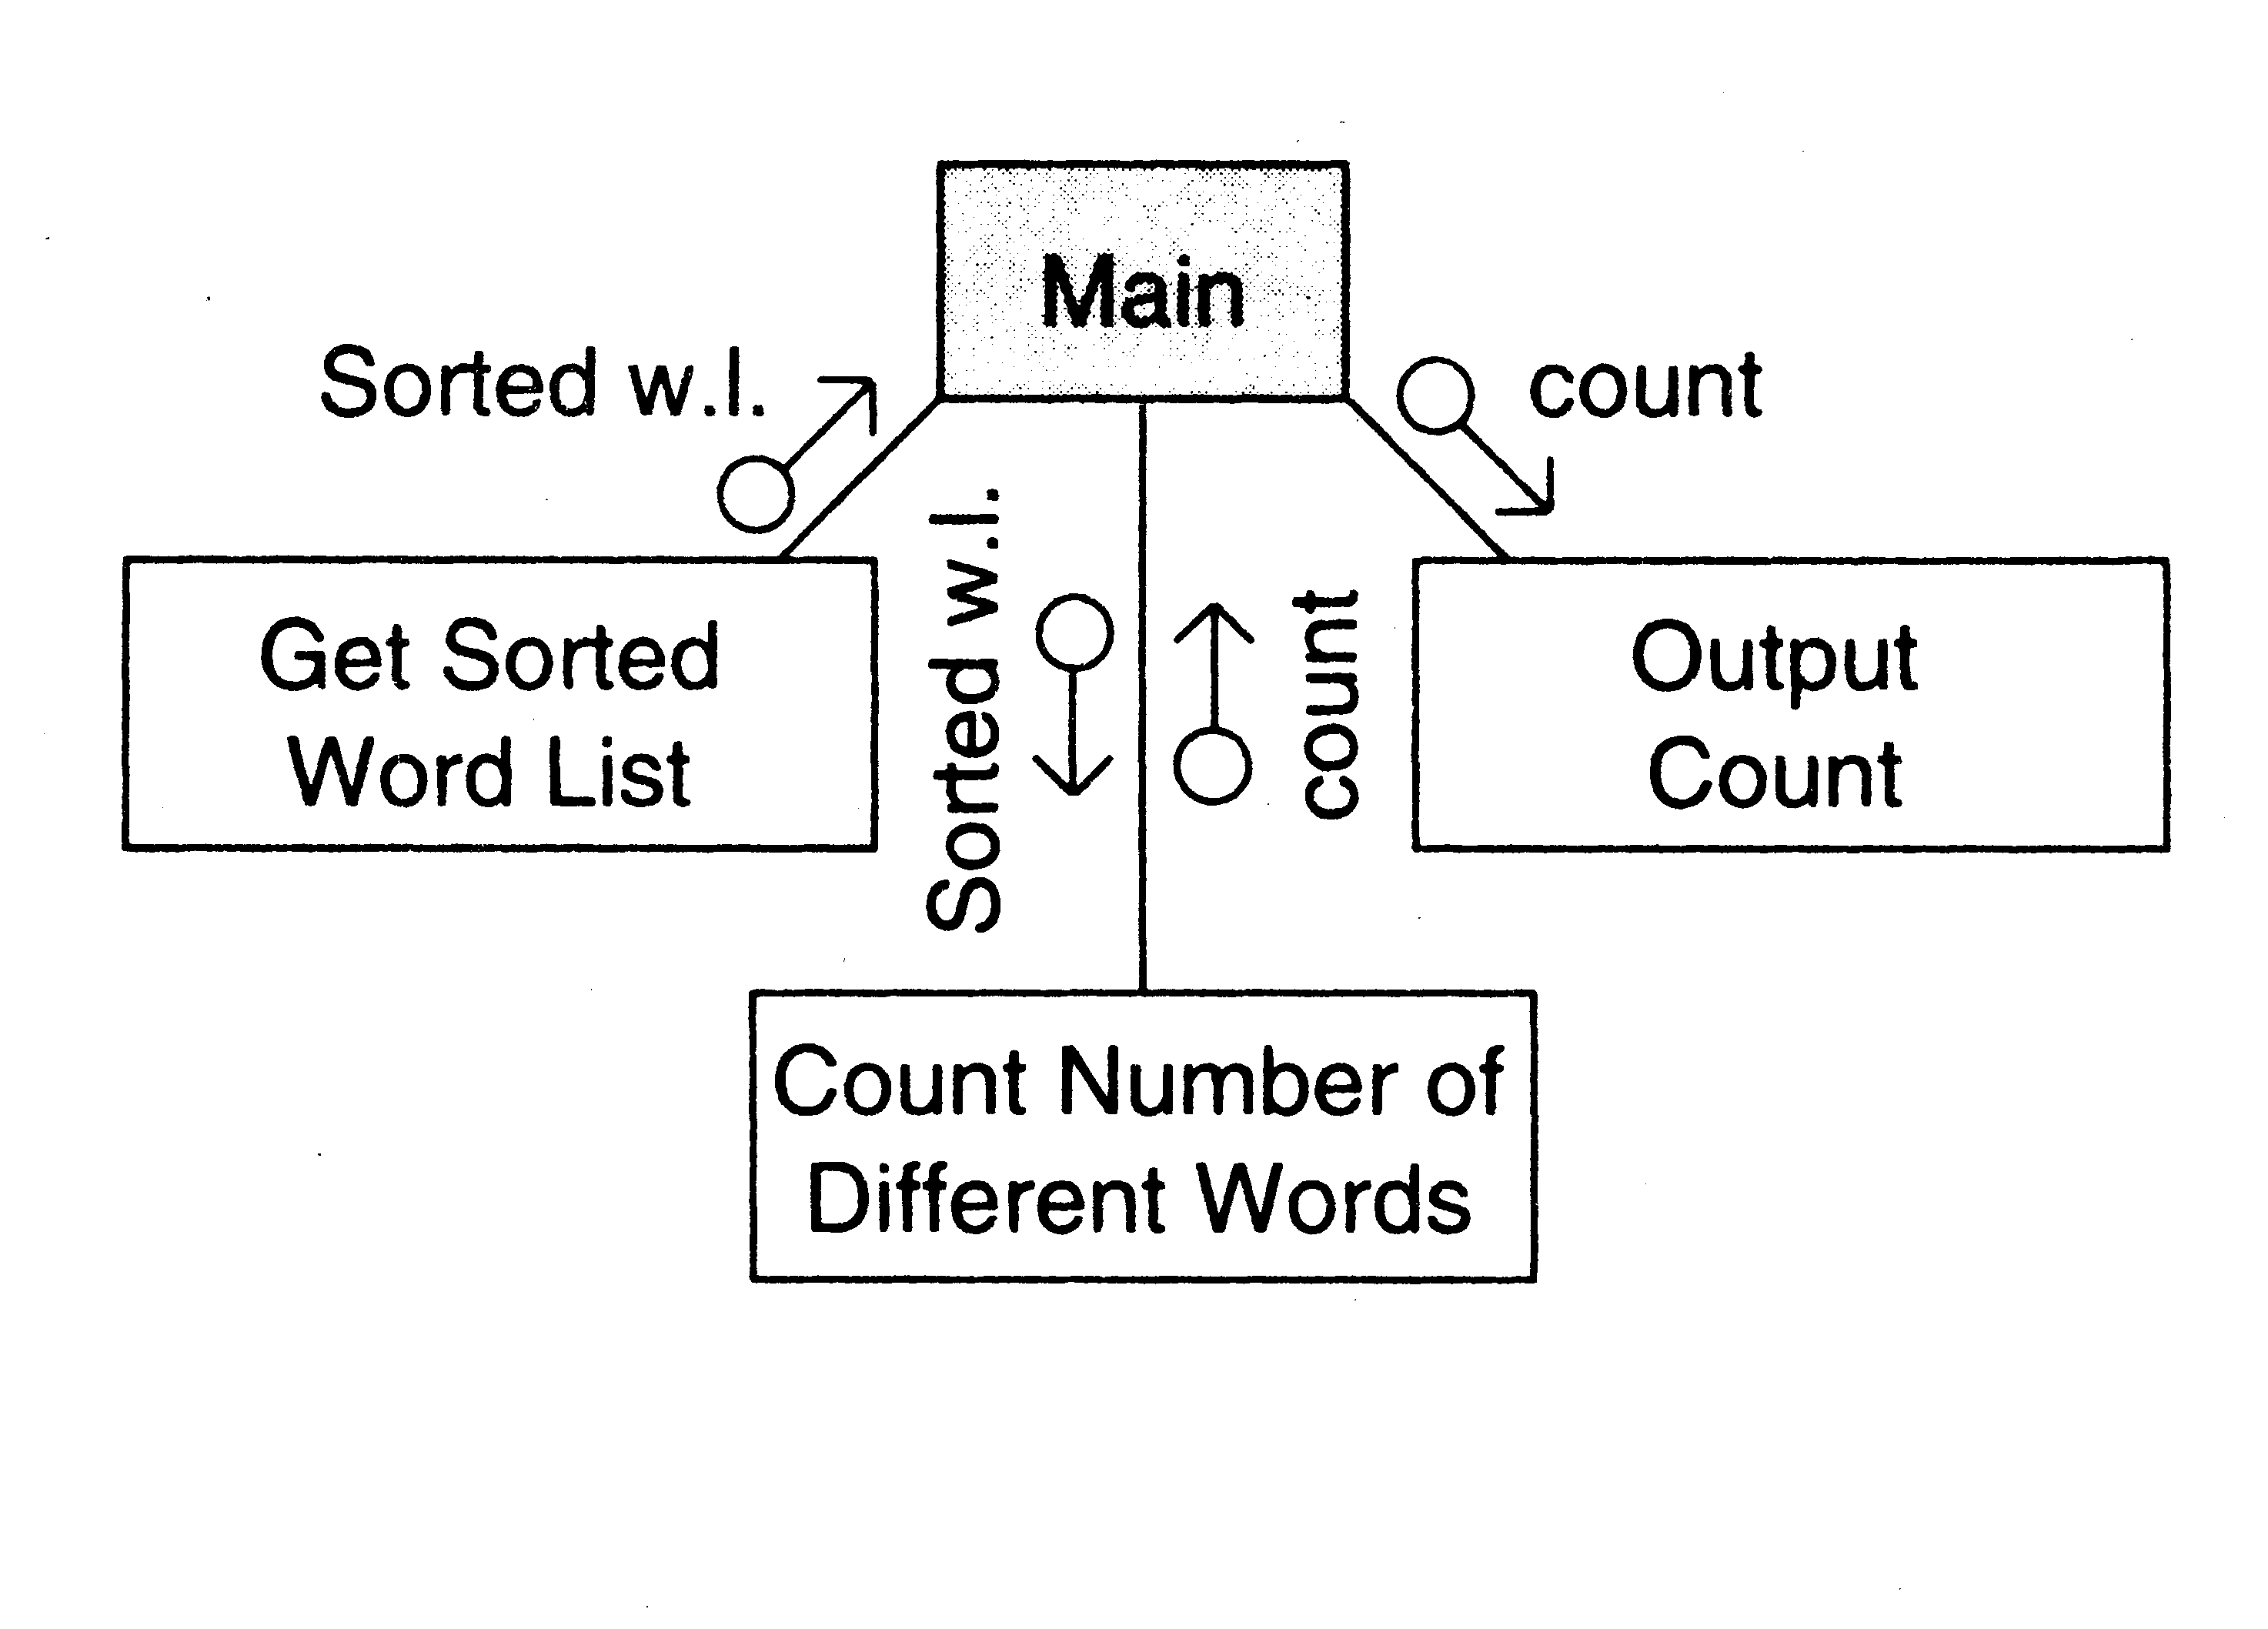 Main
Sorted w.l.
count
Sorted w.l.
count
Get Sorted
Word List
Output
Count
Count Number of
Different Words